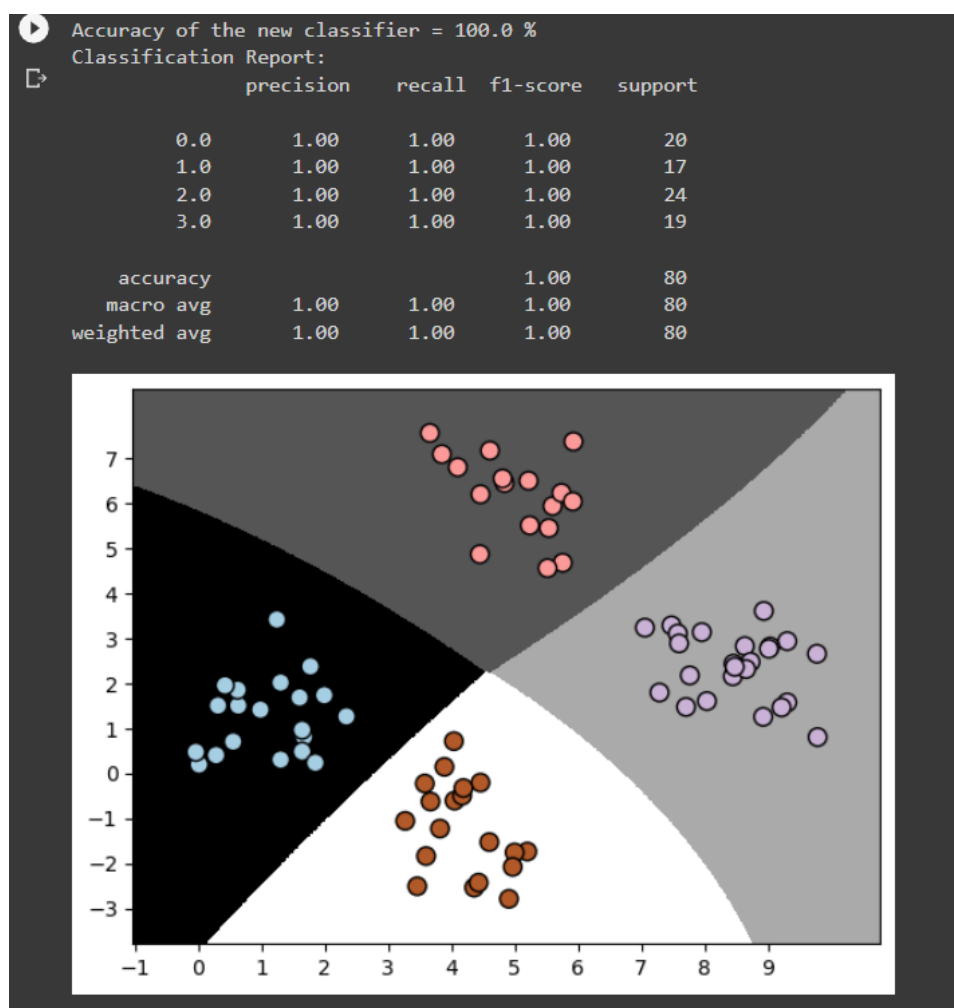 Accuracy of the new classifier = 100.0 %
Classification Report:
precision recall f1-score support
0.0 1.00 1.00 1.00 20
1.0 1.00 1.00 1.00 17
2.0 1.00 1.00 1.00 24
3.0 1.00 1.00 1.00 19
accuracy 1.00 80
macro avg 1.00 1.00 1.00 80
weighted avg 1.00 1.00 1.00 80
7
6
5
4
3
2
1
0
−1
−2
−3
−1 0 1 2 3 4 5 6 7 8 9